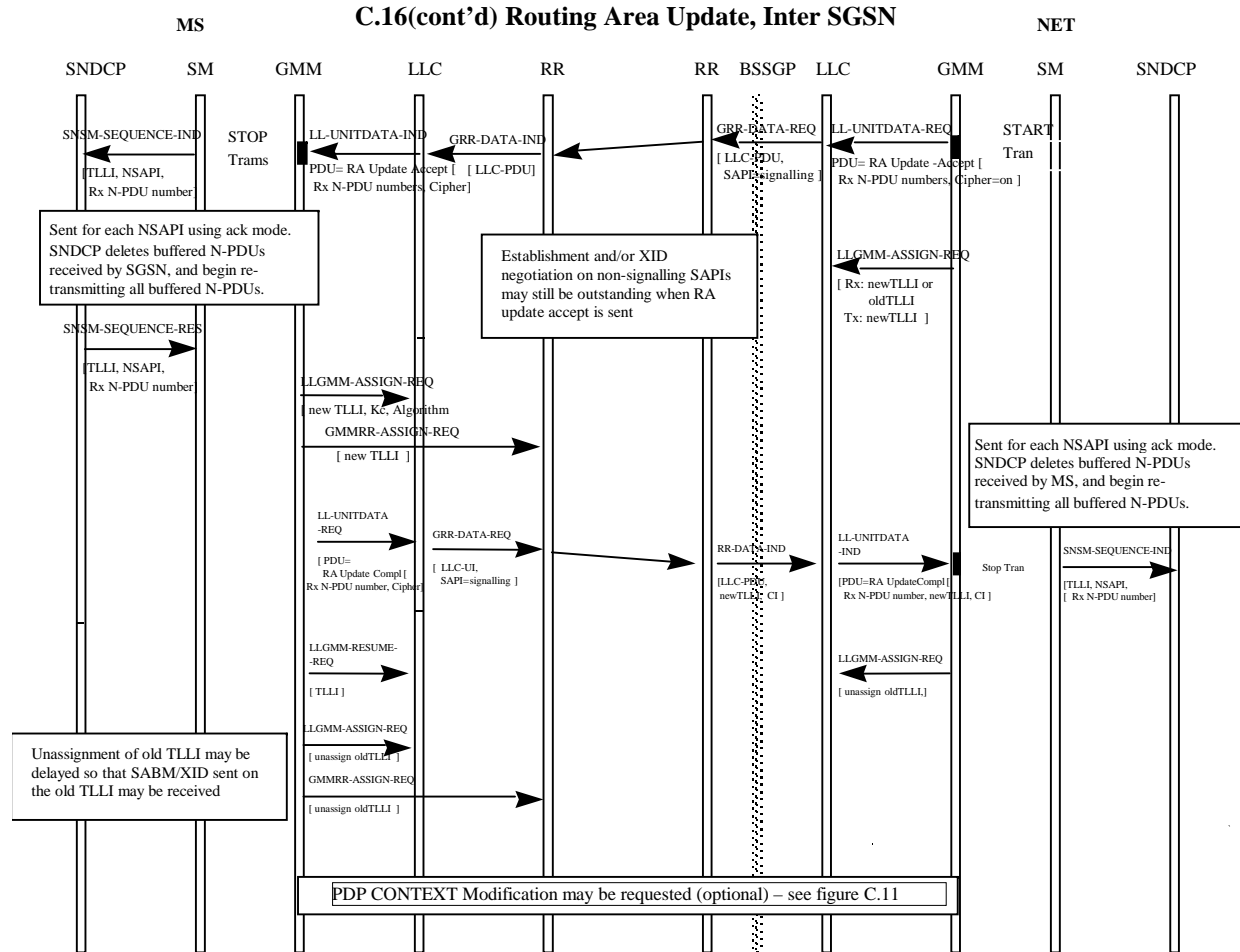 C.16(cont’d) Routing Area Update, Inter SGSN
MS
NET
SNDCP
SM
GMM
LLC
RR
RR
BSSGP
LLC
GMM
SM
SNDCP
SNSM-SEQUENCE-IND
[TLLI, NSAPI,
Rx N-PDU number]
STOP
Trams
LL-UNITDATA-IND
PDU= RA Update Accept [
Rx N-PDU numbers, Cipher]
GRR-DATA-IND
[ LLC-PDU]
GRR-DATA-REQ
[ LLC-PDU,
SAPI=signalling ]
LL-UNITDATA-REQ
PDU= RA Update -Accept [
Rx N-PDU numbers, Cipher=on ]
START
Tran
Sent for each NSAPI using ack mode.
SNDCP deletes buffered N-PDUs
received by SGSN, and begin re-
transmitting all buffered N-PDUs.
Establishment and/or XID
negotiation on non-signalling SAPIs
may still be outstanding when RA
update accept is sent
LLGMM-ASSIGN-REQ
[ Rx: newTLLI or
oldTLLI
Tx: newTLLI ]
SNSM-SEQUENCE-RES
[TLLI, NSAPI,
Rx N-PDU number]
LLGMM-ASSIGN-REQ
[ new TLLI, Kc, Algorithm
GMMRR-ASSIGN-REQ
[ new TLLI ]
Sent for each NSAPI using ack mode.
SNDCP deletes buffered N-PDUs
received by MS, and begin re-
transmitting all buffered N-PDUs.
LL-UNITDATA
-REQ
[ PDU=
RA Update Compl [
Rx N-PDU number, Cipher]
GRR-DATA-REQ
[ LLC-UI,
SAPI=signalling ]
RR-DATA-IND
[LLC-PDU,
newTLLI, CI ]
LL-UNITDATA
-IND
[PDU=RA UpdateCompl [
Rx N-PDU number, newTLLI, CI ]
Stop Tran
SNSM-SEQUENCE-IND
[TLLI, NSAPI,
[ Rx N-PDU number]
LLGMM-RESUME-
-REQ
[ TLLI ]
LLGMM-ASSIGN-REQ
[ unassign oldTLLI,]
LLGMM-ASSIGN-REQ
[ unassign oldTLLI ]
GMMRR-ASSIGN-REQ
[ unassign oldTLLI ]
Unassignment of old TLLI may be
delayed so that SABM/XID sent on
the old TLLI may be received
PDP CONTEXT Modification may be requested (optional) – see figure C.11